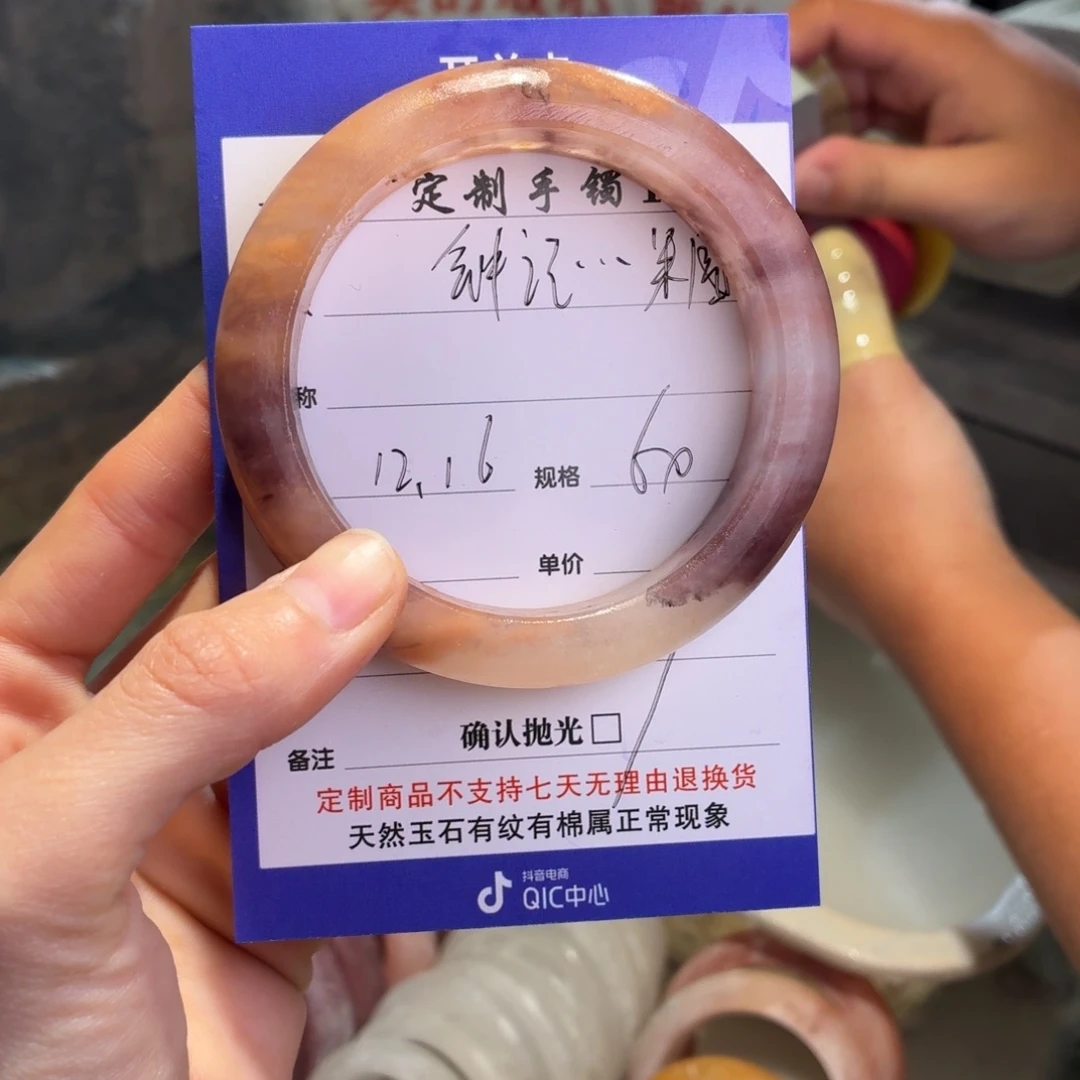 定制手镯
称
12.16 规格 60
单价
备注 确认抛光□
定制商品不支持七天无理由退换货
天然玉石有纹有棉属正常现象
抖音电商
QIC中心